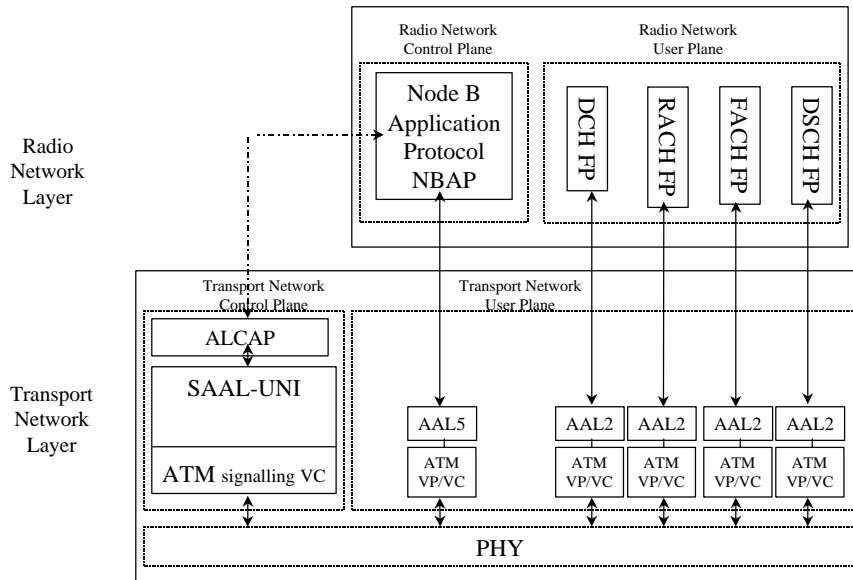 Radio Network
Control Plane
Radio Network
User Plane
Node B
Application
Protocol
NBAP
DCH FP
RACH FP
FACH FP
DSCH FP
Radio
Network
Layer
Transport Network
Control Plane
Transport Network
User Plane
ALCAP
SAAL-UNI
ATM signalling VC
Transport
Network
Layer
AAL5
AAL2
AAL2
AAL2
AAL2
ATM
VP/VC
ATM
VP/VC
ATM
VP/VC
ATM
VP/VC
ATM
VP/VC
PHY